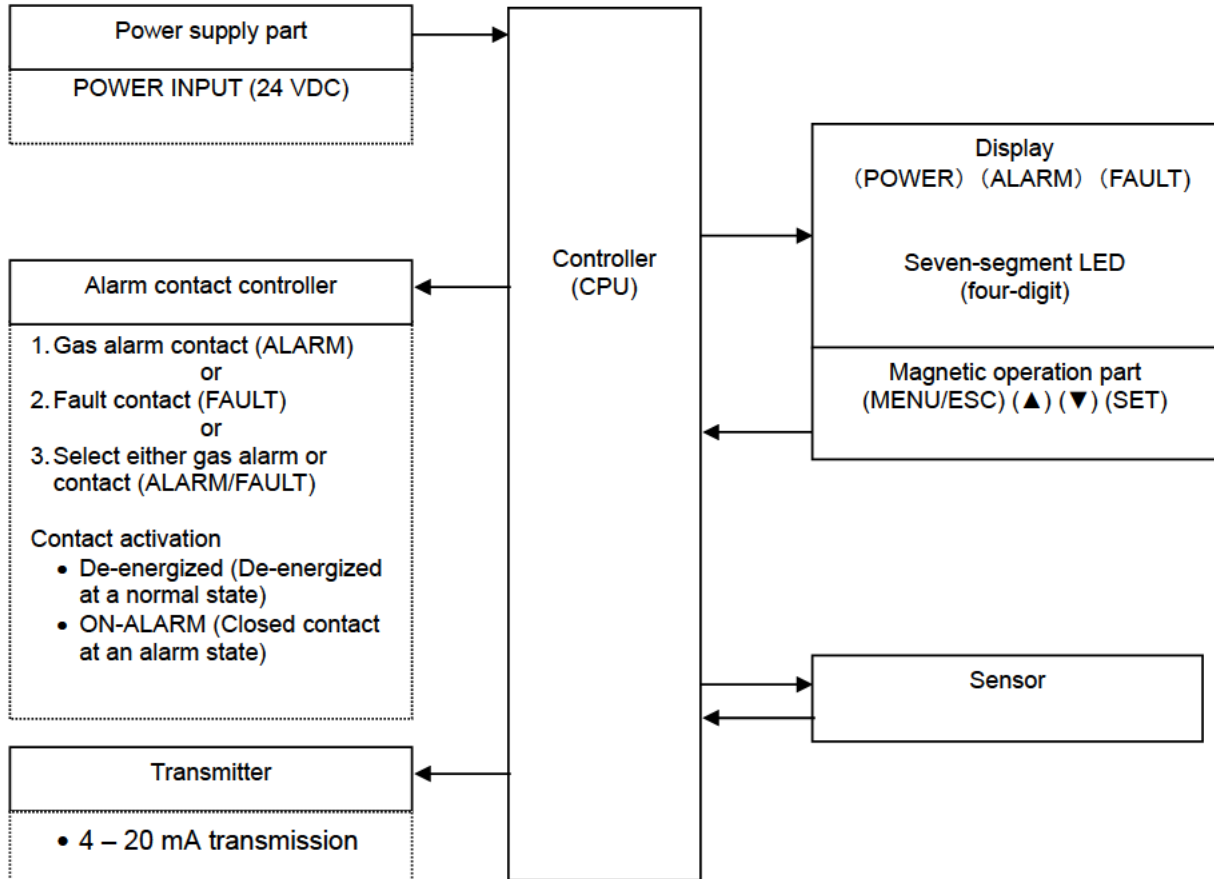 Power supply part
POWER INPUT (24 VDC)
Alarm contact controller
1. Gas alarm contact (ALARM)
or
2. Fault contact (FAULT)
or
3. Select either gas alarm or
contact (ALARM/FAULT)
Contact activation
• De-energized (De-energized
at a normal state)
• ON-ALARM (Closed contact
at an alarm state)
Transmitter
• 4 – 20 mA transmission
Controller
(CPU)
Display
(POWER) (ALARM) (FAULT)
Seven-segment LED
(four-digit)
Magnetic operation part
(MENU/ESC) (▲) (▼) (SET)
Sensor